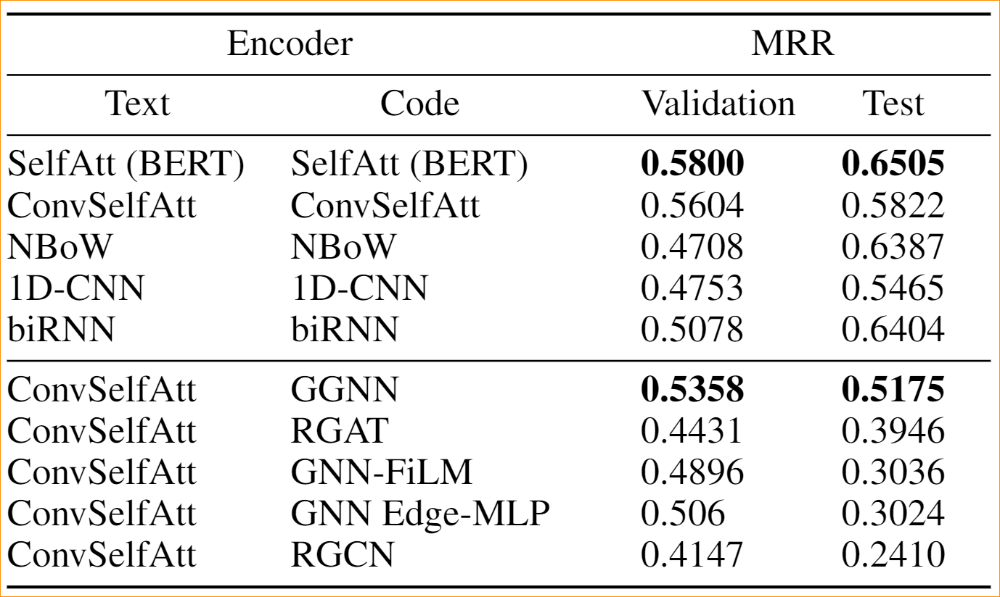 Encoder MRR
Text Code Validation Test
SelfAtt (BERT) SelfAtt (BERT) 0.5800 0.6505
ConvSelfAtt ConvSelfAtt 0.5604 0.5822
NBoW NBoW 0.4708 0.6387
1D-CNN 1D-CNN 0.4753 0.5465
biRNN biRNN 0.5078 0.6404
ConvSelfAtt GGNN 0.5358 0.5175
ConvSelfAtt RGAT 0.4431 0.3946
ConvSelfAtt GNN-FiLM 0.4896 0.3036
ConvSelfAtt GNN Edge-MLP 0.506 0.3024
ConvSelfAtt RGCN 0.4147 0.2410